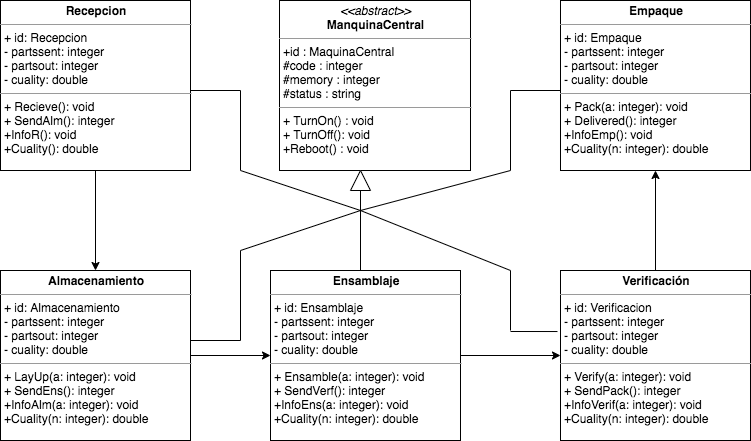 Recepcion
+ id: Recepcion
- partssent: integer
- partsout: integer
- cuality: double
+ Recieve(): void
+ SendAlm(): integer
+InfoR(): void
+Cuality(): double
<<abstract>>
ManquinaCentral
+id : MaquinaCentral
#code : integer
#memory : integer
#status : string
+ TurnOn() : void
+ TurnOff(): void
+Reboot() : void
Empaque
+ id: Empaque
- partssent: integer
- partsout: integer
- cuality: double
+ Pack(a: integer): void
+ Delivered(): integer
+InfoEmp(): void
+Cuality(n: integer): double
Almacenamiento
+ id: Almacenamiento
- partssent: integer
- partsout: integer
- cuality: double
+ LayUp(a: integer): void
+ SendEns(): integer
+InfoAlm(a: integer): void
+Cuality(n: integer): double
Ensamblaje
+ id: Ensamblaje
- partssent: integer
- partsout: integer
- cuality: double
+ Ensamble(a: integer): void
+ SendVerf(): integer
+InfoEns(a: integer): void
+Cuality(n: integer): double
Verificación
+ id: Verificacion
- partssent: integer
- partsout: integer
- cuality: double
+ Verify(a: integer): void
+ SendPack(): integer
+InfoVerif(a: integer): void
+Cuality(n: integer): double